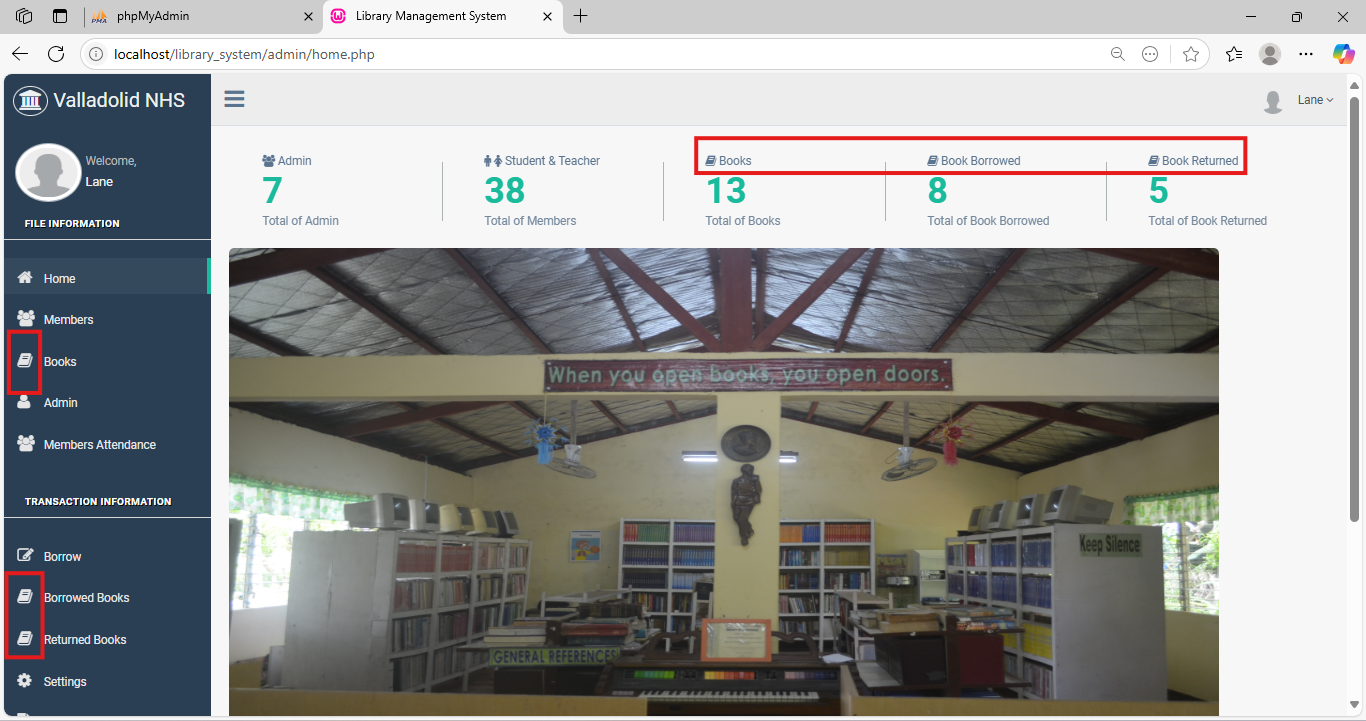 phpMyAdmin
Library Management System
localhost/library_system/admin/home.php
Valladolid NHS
Lane
Welcome,
Lane
FILE INFORMATION
Home
Members
Books
Admin
Members Attendance
TRANSACTION INFORMATION
Borrow
Borrowed Books
Returned Books
Settings
Admin
7
Total of Admin
Student & Teacher
38
Total of Members
Books
13
Total of Books
Book Borrowed
8
Total of Book Borrowed
Book Returned
5
Total of Book Returned
When you open books, you open doors.
Keep Silence
GENERAL REFERENCES